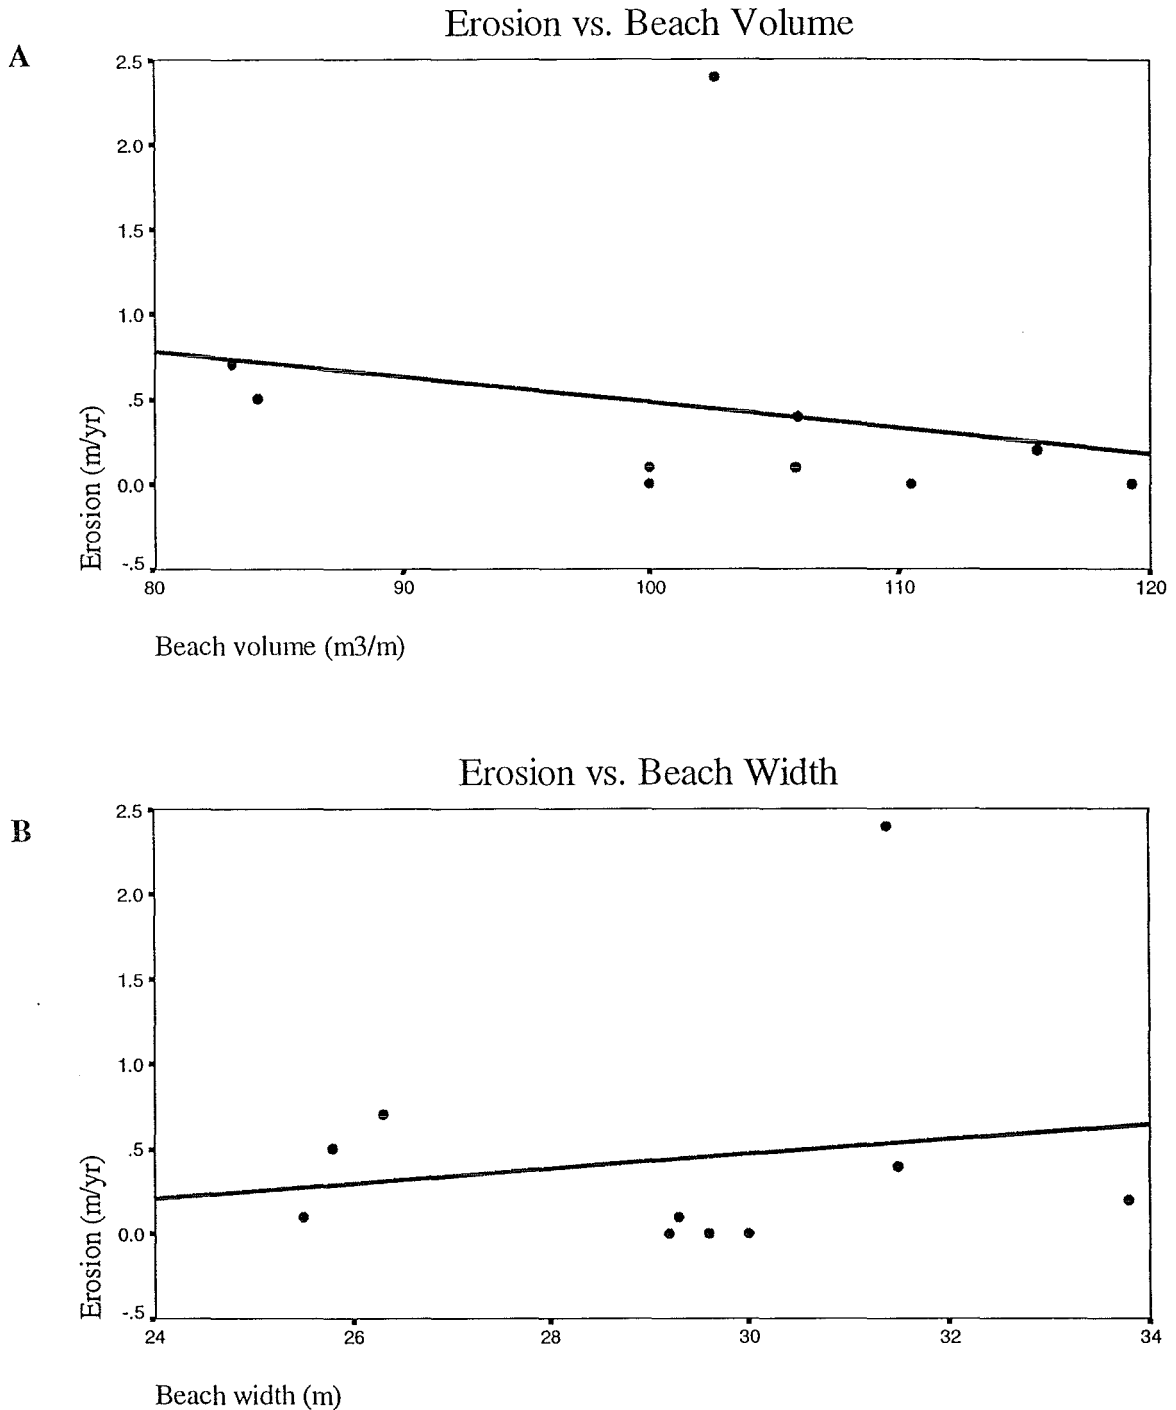 Erosion vs. Beach Volume
A
2.5
2.0
1.5
1.0
.5
0.0
-.5
Erosion (m/yr)
80 90 100 110 120
Beach volume (m3/m)
Erosion vs. Beach Width
B
2.5
2.0
1.5
1.0
.5
0.0
-.5
Erosion (m/yr)
24 26 28 30 32 34
Beach width (m)